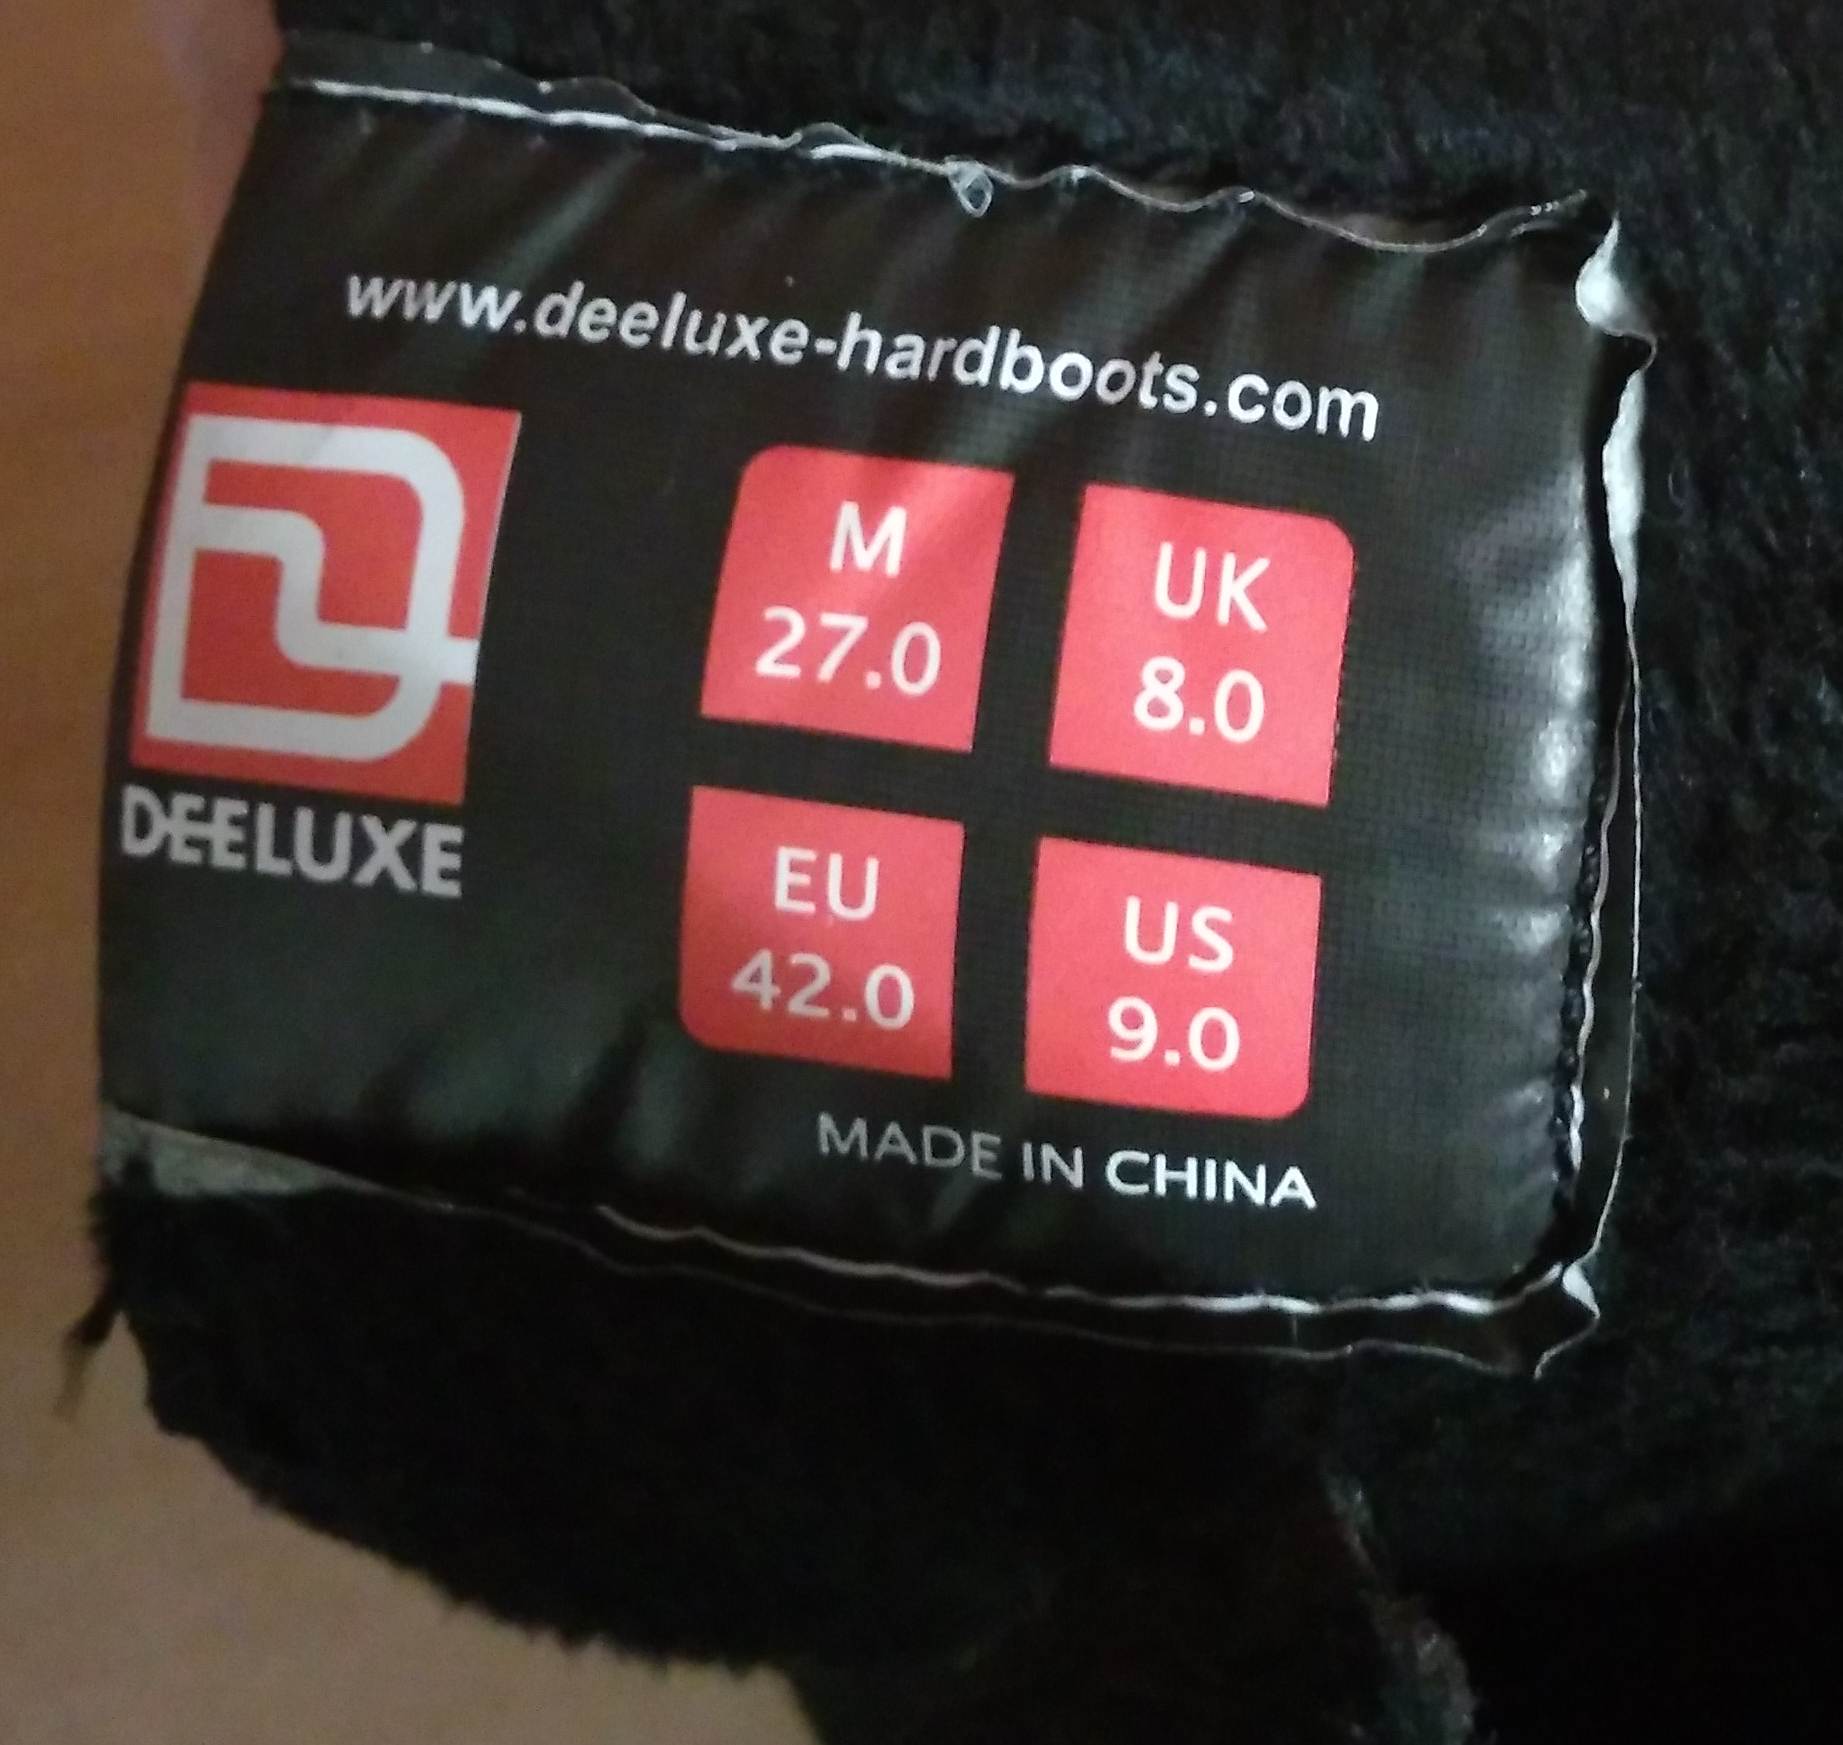 www.deeluxe-hardboots.com
DEELUXE
M
27.0
UK
8.0
EU
42.0
US
9.0
MADE IN CHINA